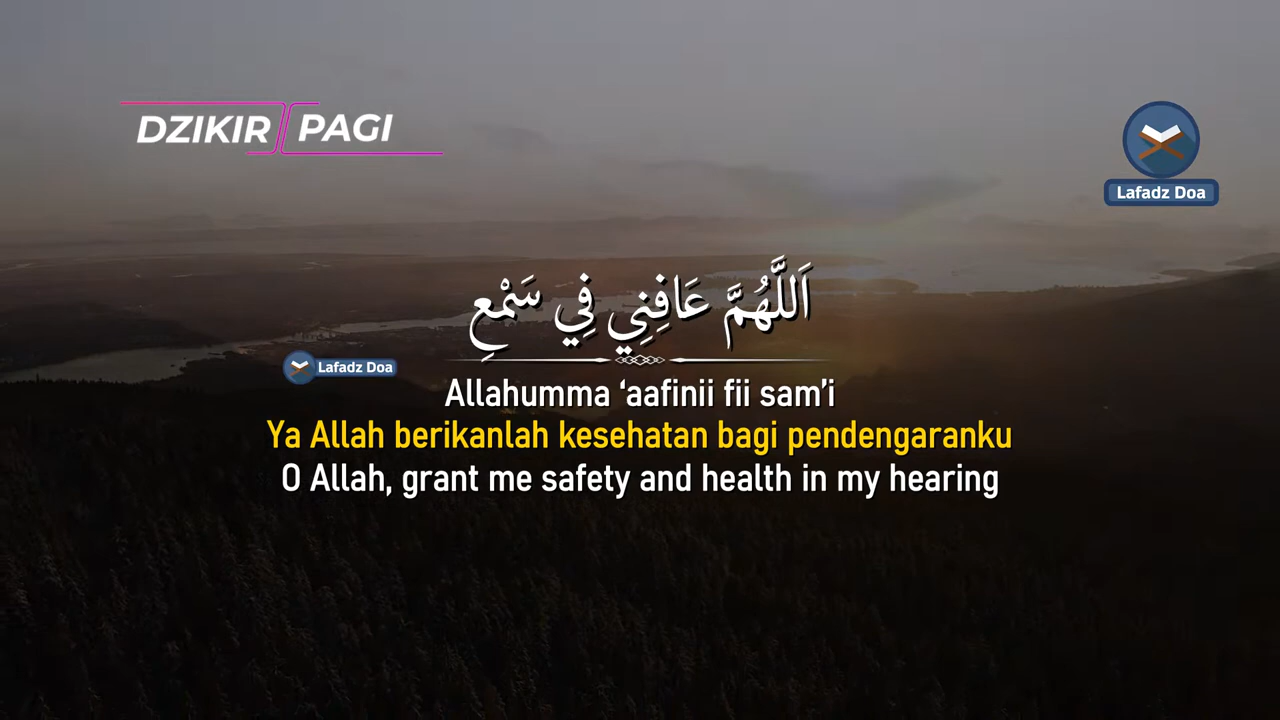 DZIKIR PAGI
Lafadz Doa
اَللَّهُمَّ عَافِنِي فِي سَمْعِ
Lafadz Doa
Allahumma ‘aafinii fii sam’i
Ya Allah berikanlah kesehatan bagi pendengaranku
O Allah, grant me safety and health in my hearing